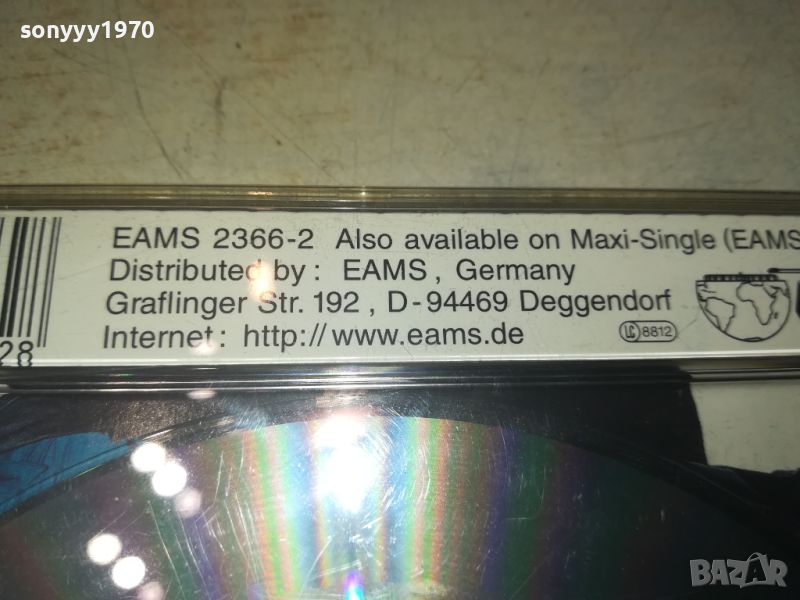 sonyyy1970
EAMS 2366-2 Also available on Maxi-Single (EAMS
Distributed by: EAMS, Germany
Graflinger Str. 192, D-94469 Deggendorf
Internet: http://www.eams.de
LC 8812
28
BAZAR